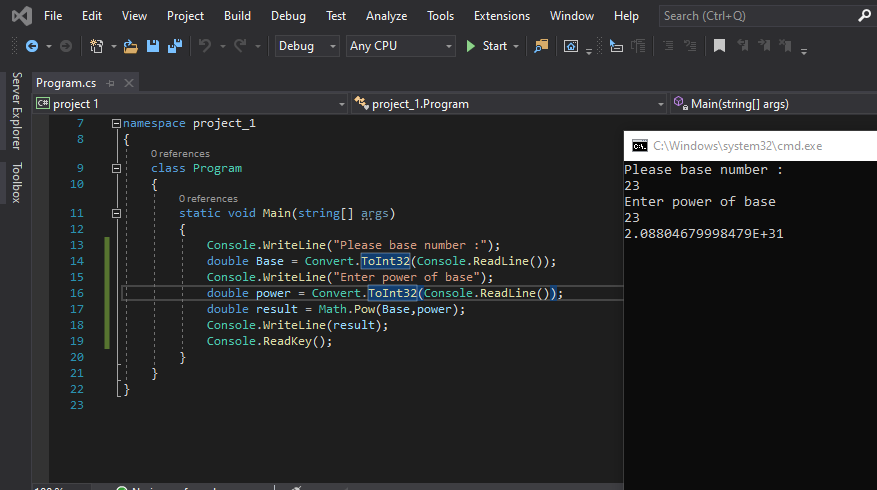 File Edit View Project Build Debug Test Analyze Tools Extensions Window Help Search (Ctrl+Q)
Debug Any CPU Start
Server Explorer
Toolbox
Program.cs
C# project 1 project_1.Program Main(string[] args)
7 namespace project_1
8 {
0 references
9 class Program
10 {
0 references
11 static void Main(string[] args)
12 {
13 Console.WriteLine("Please base number :");
14 double Base = Convert.ToInt32(Console.ReadLine());
15 Console.WriteLine("Enter power of base");
16 double power = Convert.ToInt32(Console.ReadLine());
17 double result = Math.Pow(Base,power);
18 Console.WriteLine(result);
19 Console.ReadKey();
20 }
21 }
22 }
23
C:\Windows\system32\cmd.exe
Please base number :
23
Enter power of base
23
2.08804679998479E+31